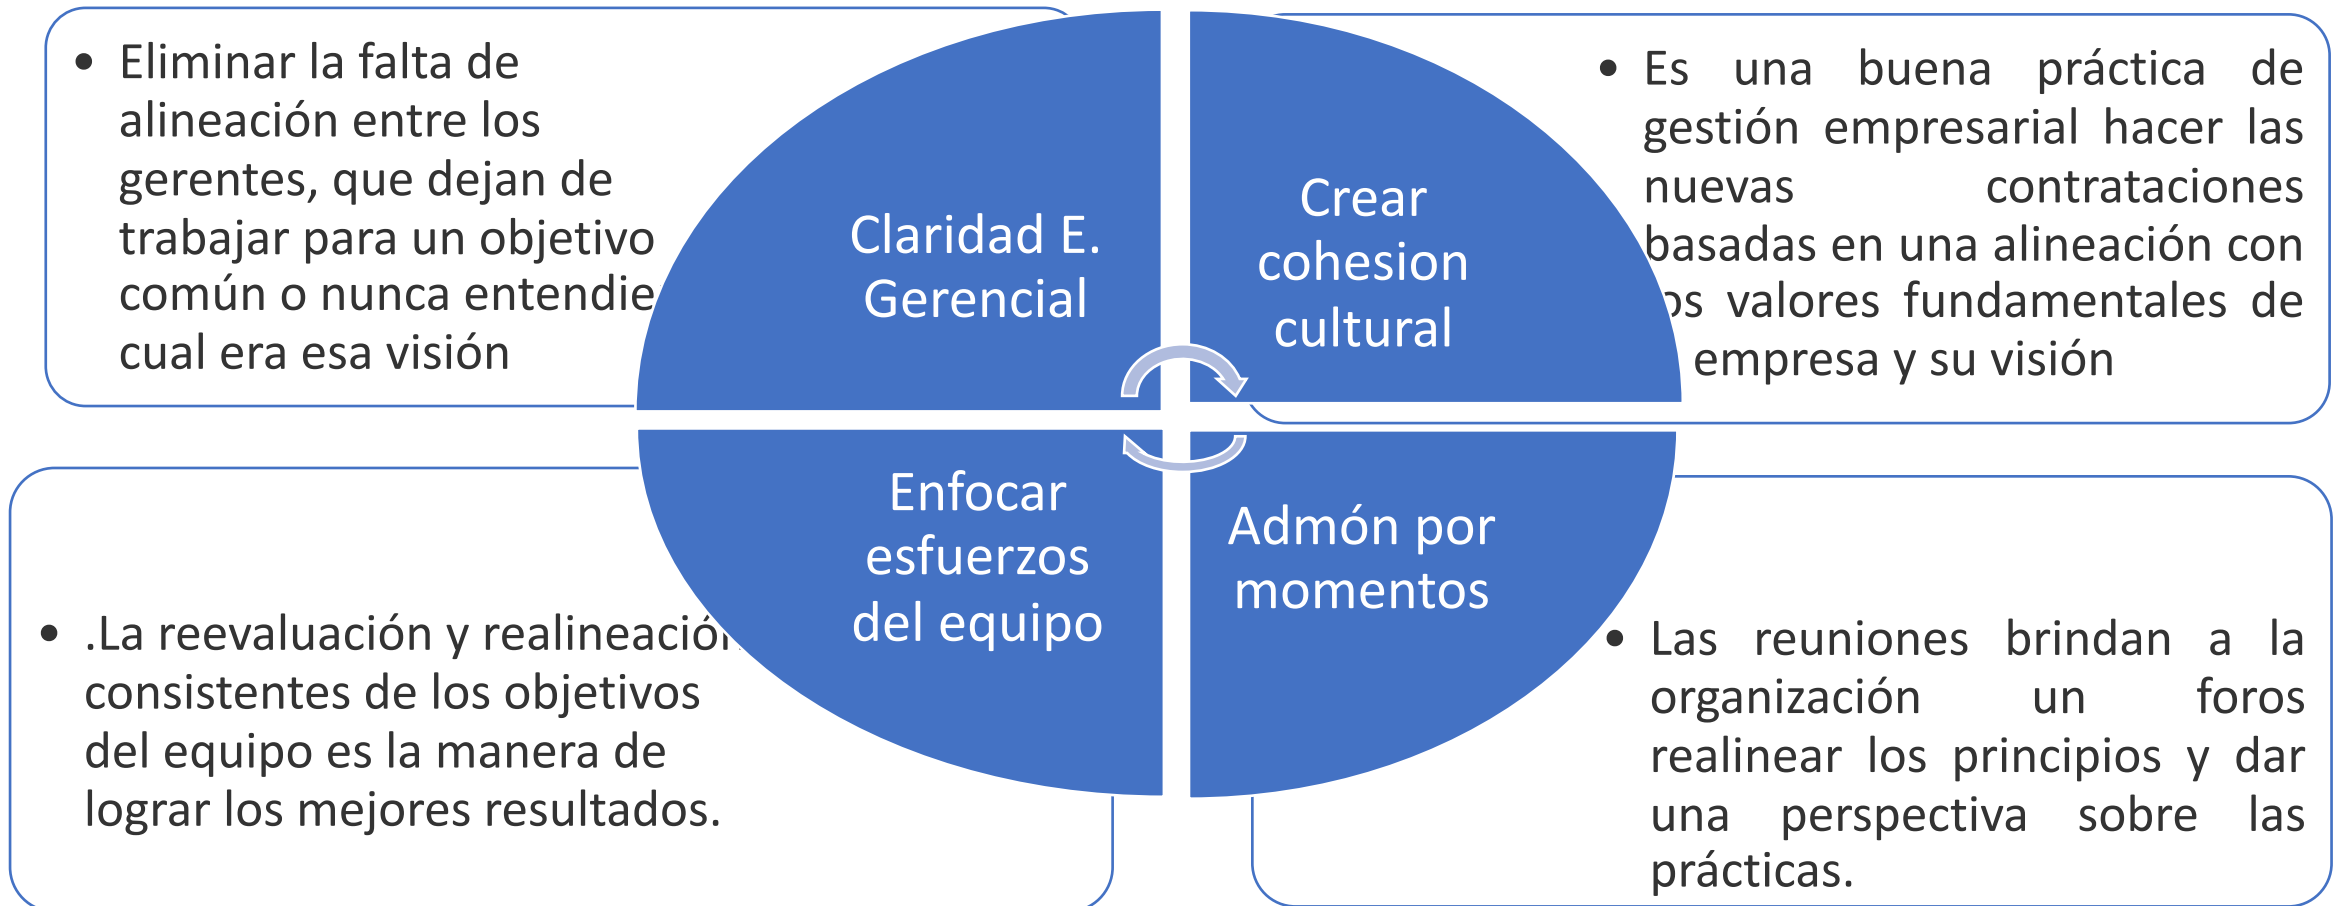 • Eliminar la falta de
alineación entre los
gerentes, que dejan de
trabajar para un objetivo
común o nunca
cual era esa visión
Claridad E.
Gerencial
Crear
cohesion
cultural
• Es una buena práctica de
gestión empresarial hacer las
nuevas contrataciones
basadas en una alineación con
valores fundamentales de
empresa y su visión
Enfocar
esfuerzos
del equipo
• .La reevaluación y realineación
consistentes de los objetivos
del equipo es la manera de
lograr los mejores resultados.
Admón por
momentos
• Las reuniones brindan a la
organización un foros
realinear los principios y dar
una perspectiva sobre las
prácticas.